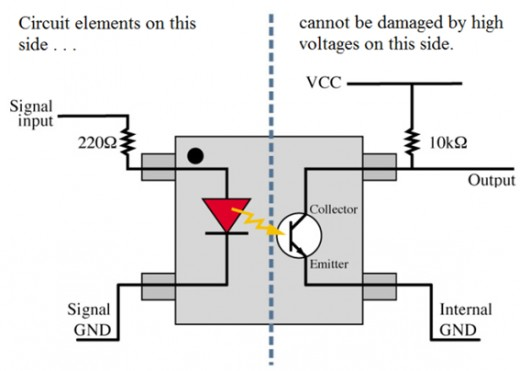 Circuit elements on this
side . . .
cannot be damaged by high
voltages on this side.
VCC
Signal
input
220Ω
10kΩ
Output
Collector
Emitter
Signal
GND
Internal
GND